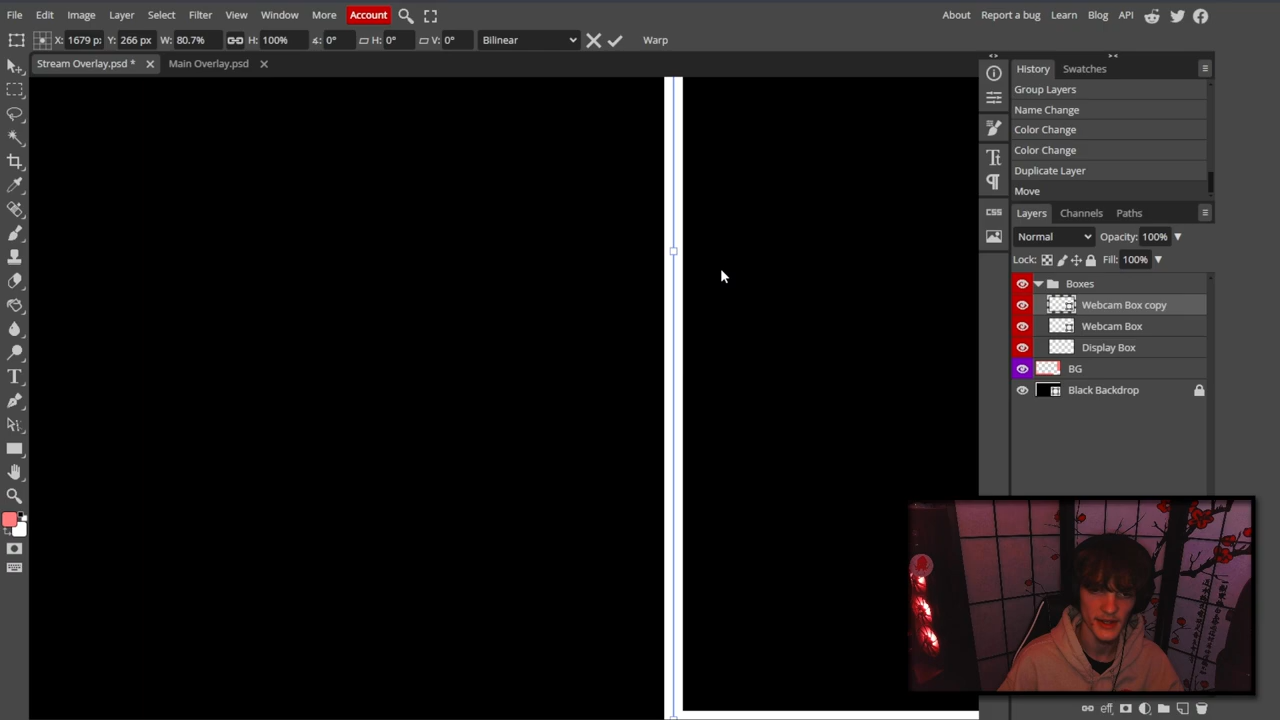 File Edit Image Layer Select Filter View Window More Account About Report a bug Learn Blog API
X: 1679 p: Y: 266 px W: 80.7% H: 100% ∡: 0° H: 0° V: 0° Bilinear Warp
Stream Overlay.psd * Main Overlay.psd
History Swatches
Group Layers
Name Change
Color Change
Color Change
Duplicate Layer
Move
CSS
Layers Channels Paths
Normal Opacity: 100%
Lock: Fill: 100%
Boxes
Webcam Box copy
Webcam Box
Display Box
BG
Black Backdrop
eff